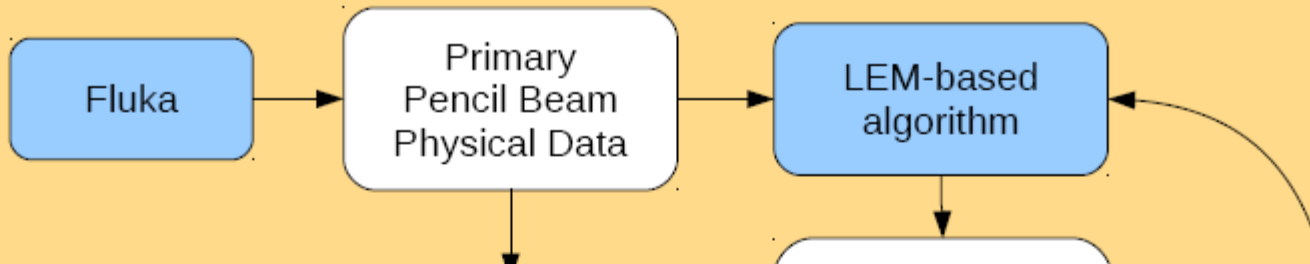 Fluka
Primary
Pencil Beam
Physical Data
LEM-based
algorithm